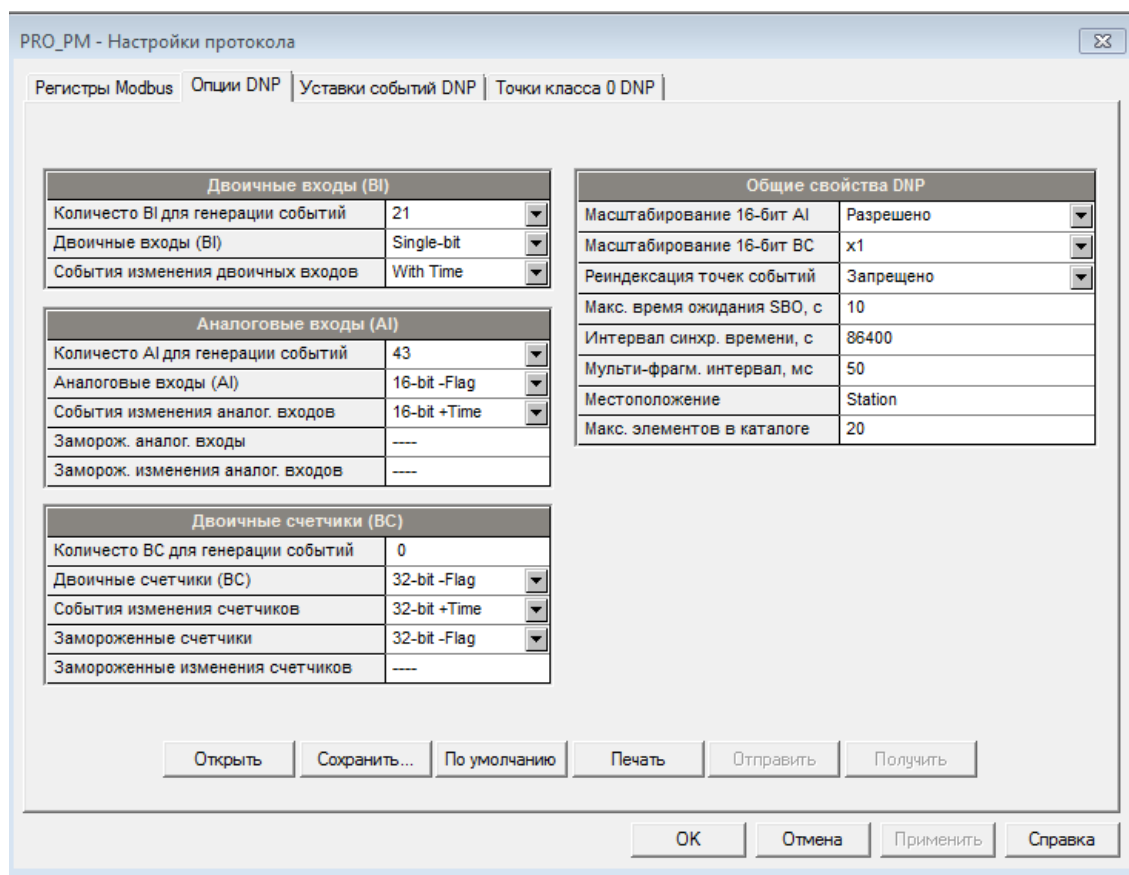 PRO_PM - Настройки протокола
Регистры Modbus Опции DNP Уставки событий DNP Точки класса 0 DNP
Двоичные входы (BI)
Количесто BI для генерации событий 21
Двоичные входы (BI) Single-bit
События изменения двоичных входов With Time
Аналоговые входы (AI)
Количесто AI для генерации событий 43
Аналоговые входы (AI) 16-bit -Flag
События изменения аналог. входов 16-bit +Time
Заморож. аналог. входы ----
Заморож. изменения аналог. входов ----
Двоичные счетчики (BC)
Количесто BC для генерации событий 0
Двоичные счетчики (BC) 32-bit -Flag
События изменения счетчиков 32-bit +Time
Замороженные счетчики 32-bit -Flag
Замороженные изменения счетчиков ----
Общие свойства DNP
Масштабирование 16-бит AI Разрешено
Масштабирование 16-бит BC x1
Реиндексация точек событий Запрещено
Макс. время ожидания SBO, с 10
Интервал синхр. времени, с 86400
Мульти-фрагм. интервал, мс 50
Местоположение Station
Макс. элементов в каталоге 20
Открыть Сохранить... По умолчанию Печать Отправить Получить
OK Отмена Применить Справка